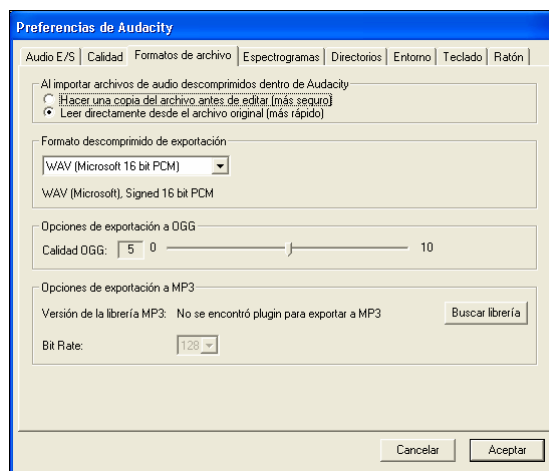 Preferencias de Audacity
Audio E/S Calidad Formatos de archivo Espectrogramas Directorios Entorno Teclado Ratón
Al importar archivos de audio descomprimidos dentro de Audacity
Hacer una copia del archivo antes de editar (más seguro)
Leer directamente desde el archivo original (más rápido)
Formato descomprimido de exportación
WAV (Microsoft 16 bit PCM)
WAV (Microsoft), Signed 16 bit PCM
Opciones de exportación a OGG
Calidad OGG: 5 0 10
Opciones de exportación a MP3
Versión de la librería MP3: No se encontró plugin para exportar a MP3 Buscar librería
Bit Rate: 128
Cancelar Aceptar